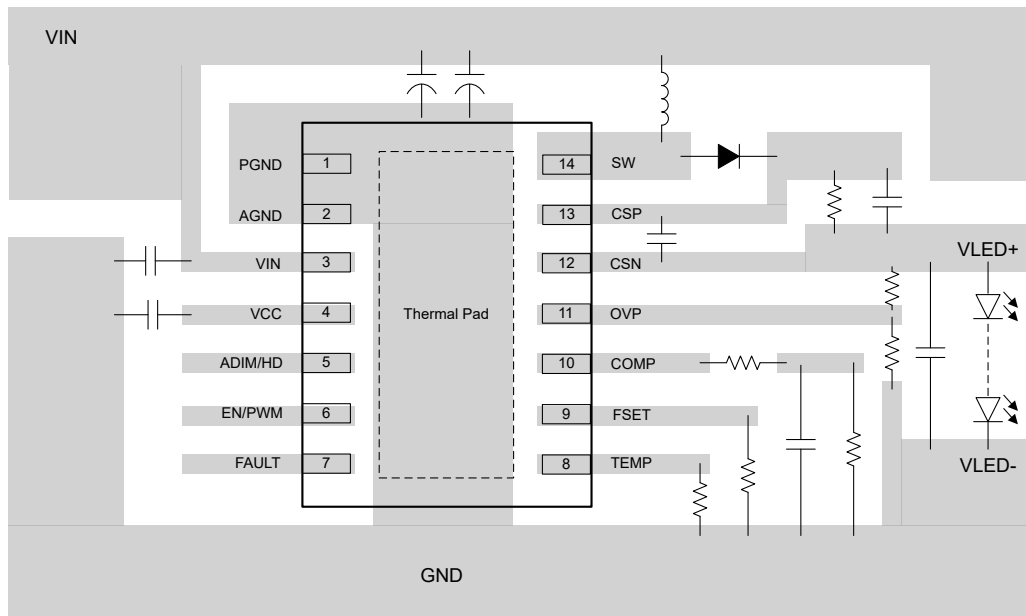 VIN
PGND 1 14 SW
AGND 2 13 CSP
VIN 3 12 CSN
VLED+
VCC 4 Thermal Pad 11 OVP
ADIM/HD 5 10 COMP
EN/PWM 6 9 FSET
FAULT 7 8 TEMP
VLED-
GND